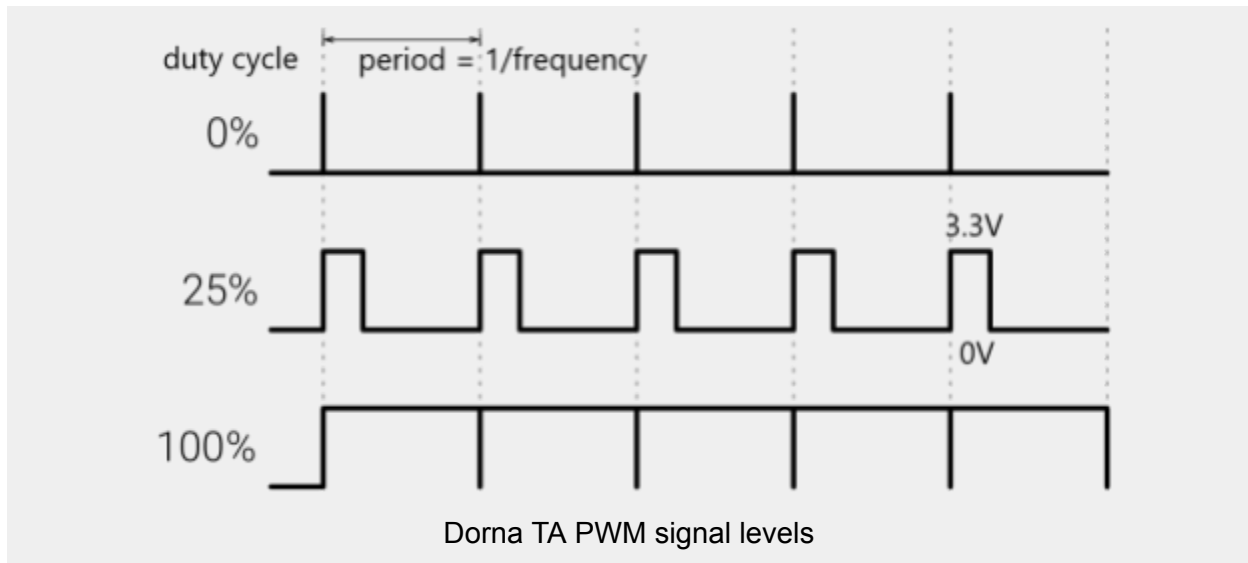 duty cycle period = 1/frequency
0%
3.3V
25%
0V
100%
Dorna TA PWM signal levels